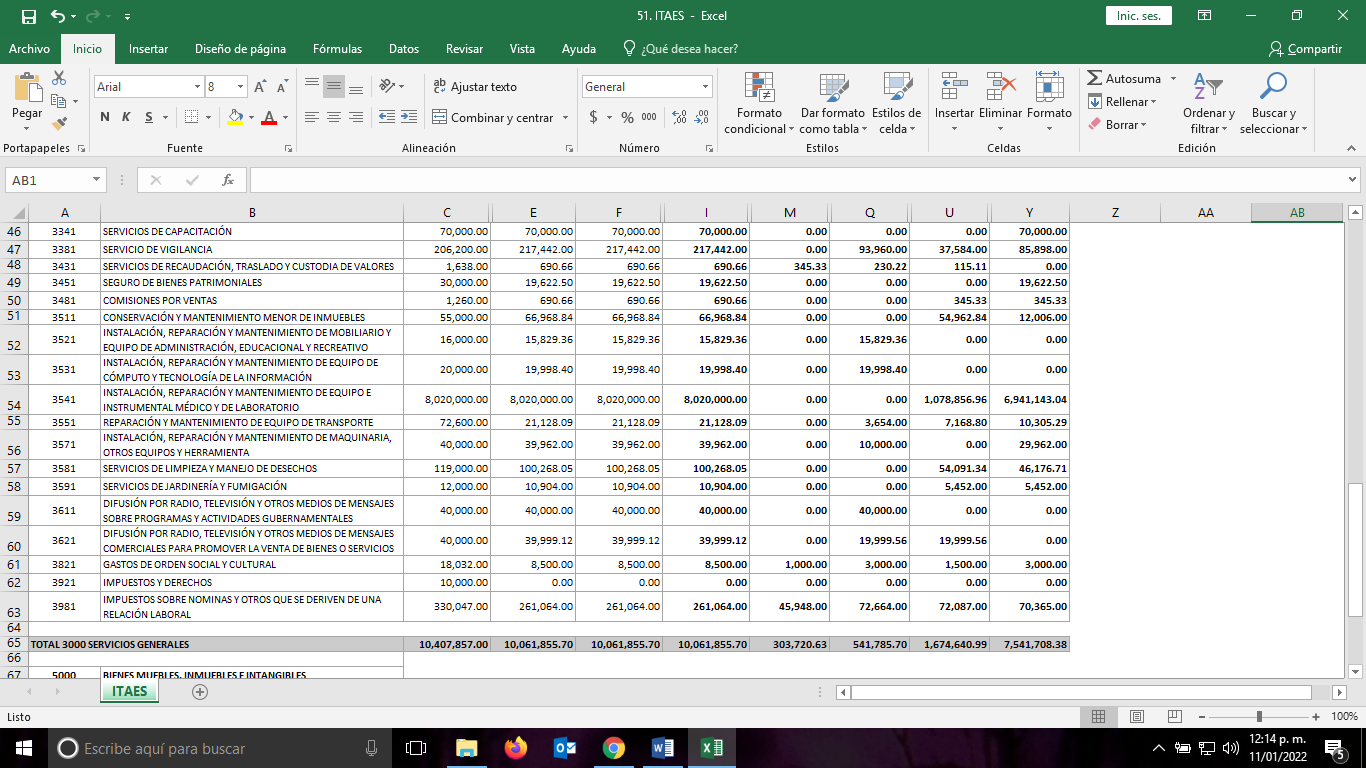 51. ITAES - Excel
Inic. ses.
Archivo Inicio Insertar Diseño de página Fórmulas Datos Revisar Vista Ayuda ¿Qué desea hacer? Compartir
Pegar
Arial 8
N K S
A A
Ajustar texto
Combinar y centrar
General
$ % 000
Formato condicional
Dar formato como tabla
Estilos de celda
Insertar Eliminar Formato
Autosuma
Rellenar
Borrar
Ordenar y filtrar
Buscar y seleccionar
Portapapeles Fuente Alineación Número Estilos Celdas Edición
AB1 fx
A B C E F I M Q U Y Z AA AB
46 3341 SERVICIOS DE CAPACITACIÓN 70,000.00 70,000.00 70,000.00 70,000.00 0.00 0.00 0.00 70,000.00
47 3381 SERVICIO DE VIGILANCIA 206,200.00 217,442.00 217,442.00 217,442.00 0.00 93,960.00 37,584.00 85,898.00
48 3431 SERVICIOS DE RECAUDACIÓN, TRASLADO Y CUSTODIA DE VALORES 1,638.00 690.66 690.66 690.66 345.33 230.22 115.11 0.00
49 3451 SEGURO DE BIENES PATRIMONIALES 30,000.00 19,622.50 19,622.50 19,622.50 0.00 0.00 0.00 19,622.50
50 3481 COMISIONES POR VENTAS 1,260.00 690.66 690.66 690.66 0.00 0.00 345.33 345.33
51 3511 CONSERVACIÓN Y MANTENIMIENTO MENOR DE INMUEBLES 55,000.00 66,968.84 66,968.84 66,968.84 0.00 0.00 54,962.84 12,006.00
INSTALACIÓN, REPARACIÓN Y MANTENIMIENTO DE MOBILIARIO Y
52 3521 EQUIPO DE ADMINISTRACIÓN, EDUCACIONAL Y RECREATIVO 16,000.00 15,829.36 15,829.36 15,829.36 0.00 15,829.36 0.00 0.00
INSTALACIÓN, REPARACIÓN Y MANTENIMIENTO DE EQUIPO DE
53 3531 CÓMPUTO Y TECNOLOGÍA DE LA INFORMACIÓN 20,000.00 19,998.40 19,998.40 19,998.40 0.00 19,998.40 0.00 0.00
INSTALACIÓN, REPARACIÓN Y MANTENIMIENTO DE EQUIPO E
54 3541 INSTRUMENTAL MÉDICO Y DE LABORATORIO 8,020,000.00 8,020,000.00 8,020,000.00 8,020,000.00 0.00 0.00 1,078,856.96 6,941,143.04
55 3551 REPARACIÓN Y MANTENIMIENTO DE EQUIPO DE TRANSPORTE 72,600.00 21,128.09 21,128.09 21,128.09 0.00 3,654.00 7,168.80 10,305.29
INSTALACIÓN, REPARACIÓN Y MANTENIMIENTO DE MAQUINARIA,
56 3571 OTROS EQUIPOS Y HERRAMIENTA 40,000.00 39,962.00 39,962.00 39,962.00 0.00 10,000.00 0.00 29,962.00
57 3581 SERVICIOS DE LIMPIEZA Y MANEJO DE DESECHOS 119,000.00 100,268.05 100,268.05 100,268.05 0.00 0.00 54,091.34 46,176.71
58 3591 SERVICIOS DE JARDINERÍA Y FUMIGACIÓN 12,000.00 10,904.00 10,904.00 10,904.00 0.00 0.00 5,452.00 5,452.00
DIFUSIÓN POR RADIO, TELEVISIÓN Y OTROS MEDIOS DE MENSAJES
59 3611 SOBRE PROGRAMAS Y ACTIVIDADES GUBERNAMENTALES 40,000.00 40,000.00 40,000.00 40,000.00 0.00 40,000.00 0.00 0.00
DIFUSIÓN POR RADIO, TELEVISIÓN Y OTROS MEDIOS DE MENSAJES
60 3621 COMERCIALES PARA PROMOVER LA VENTA DE BIENES O SERVICIOS 40,000.00 39,999.12 39,999.12 39,999.12 0.00 19,999.56 19,999.56 0.00
61 3821 GASTOS DE ORDEN SOCIAL Y CULTURAL 18,032.00 8,500.00 8,500.00 8,500.00 1,000.00 3,000.00 1,500.00 3,000.00
62 3921 IMPUESTOS Y DERECHOS 10,000.00 0.00 0.00 0.00 0.00 0.00 0.00 0.00
IMPUESTOS SOBRE NOMINAS Y OTROS QUE SE DERIVEN DE UNA
63 3981 RELACIÓN LABORAL 330,047.00 261,064.00 261,064.00 261,064.00 45,948.00 72,664.00 72,087.00 70,365.00
64
65 TOTAL 3000 SERVICIOS GENERALES 10,407,857.00 10,061,855.70 10,061,855.70 10,061,855.70 303,720.63 541,785.70 1,674,640.99 7,541,708.38
66
67 5000 BIENES MUEBLES, INMUEBLES E INTANGIBLES
ITAES
Listo 100%
Escribe aquí para buscar
12:14 p. m.
11/01/2022
5